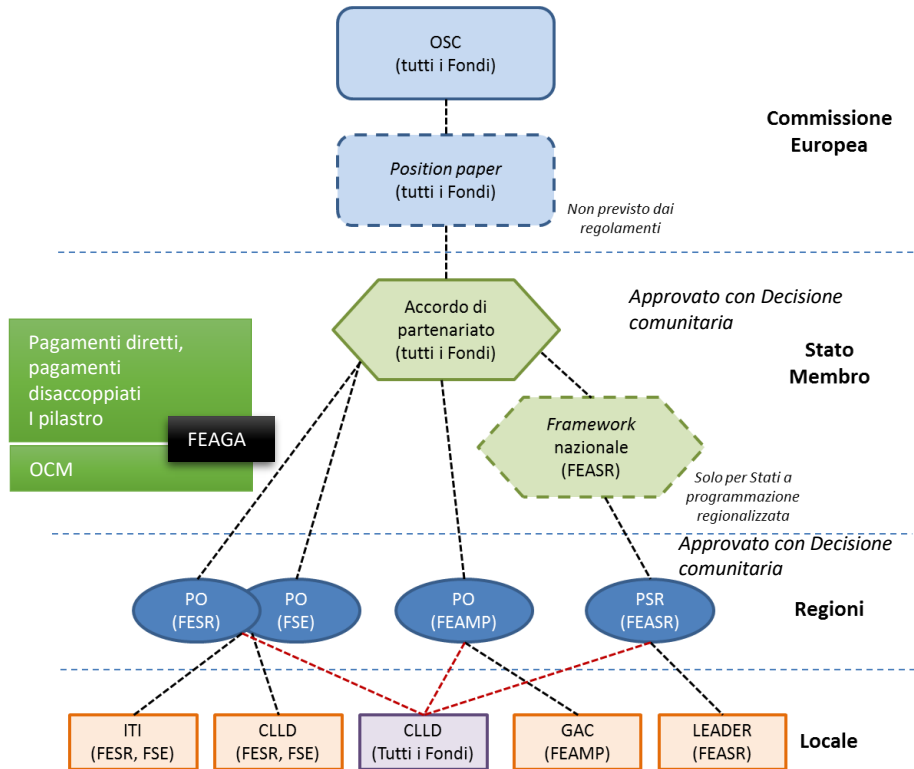 OSC
(tutti i Fondi)
Commissione
Europea
Position paper
(tutti i Fondi)
Non previsto dai
regolamenti
Accordo di
partenariato
(tutti i Fondi)
Approvato con Decisione
comunitaria
Stato
Membro
Pagamenti diretti,
pagamenti
disaccoppiati
I pilastro
FEAGA
OCM
Framework
nazionale
(FEASR)
Solo per Stati a
programmazione
regionalizzata
Approvato con Decisione
comunitaria
PO
(FESR)
PO
(FSE)
PO
(FEAMP)
PSR
(FEASR)
Regioni
ITI
(FESR, FSE)
CLLD
(FESR, FSE)
CLLD
(Tutti i Fondi)
GAC
(FEAMP)
LEADER
(FEASR)
Locale